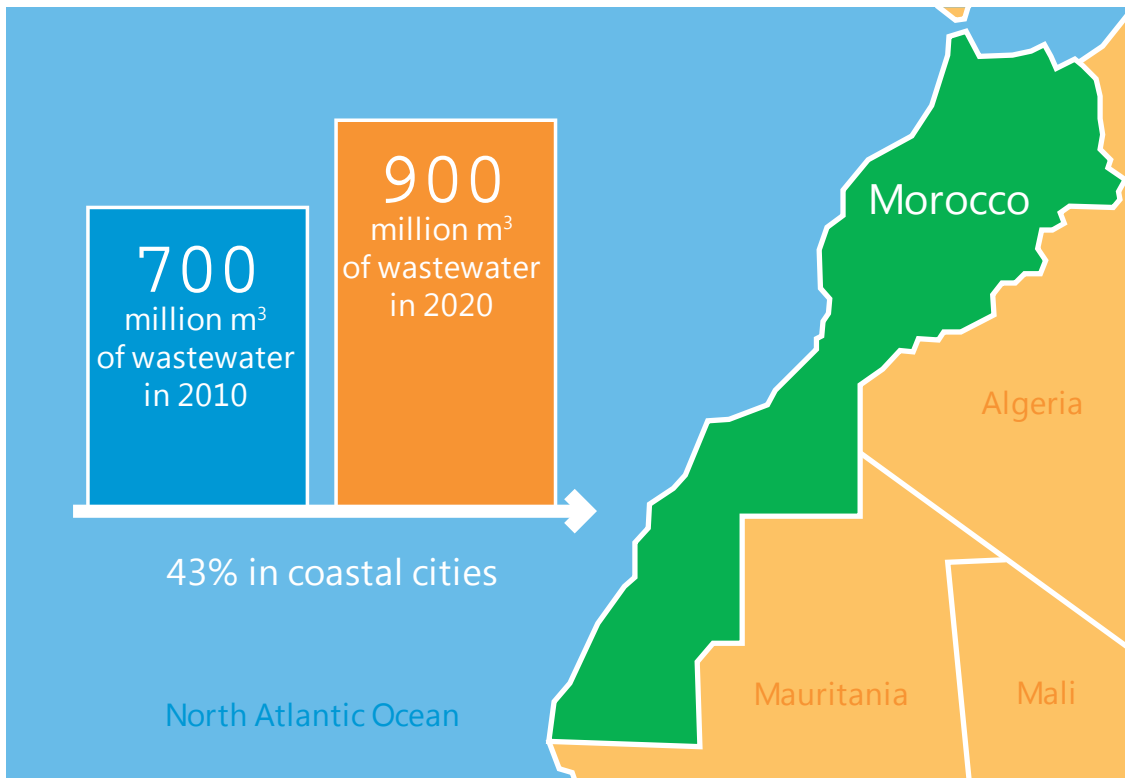 700
million m³
of wastewater
in 2010
900
million m³
of wastewater
in 2020
43% in coastal cities
North Atlantic Ocean
Morocco
Algeria
Mauritania
Mali